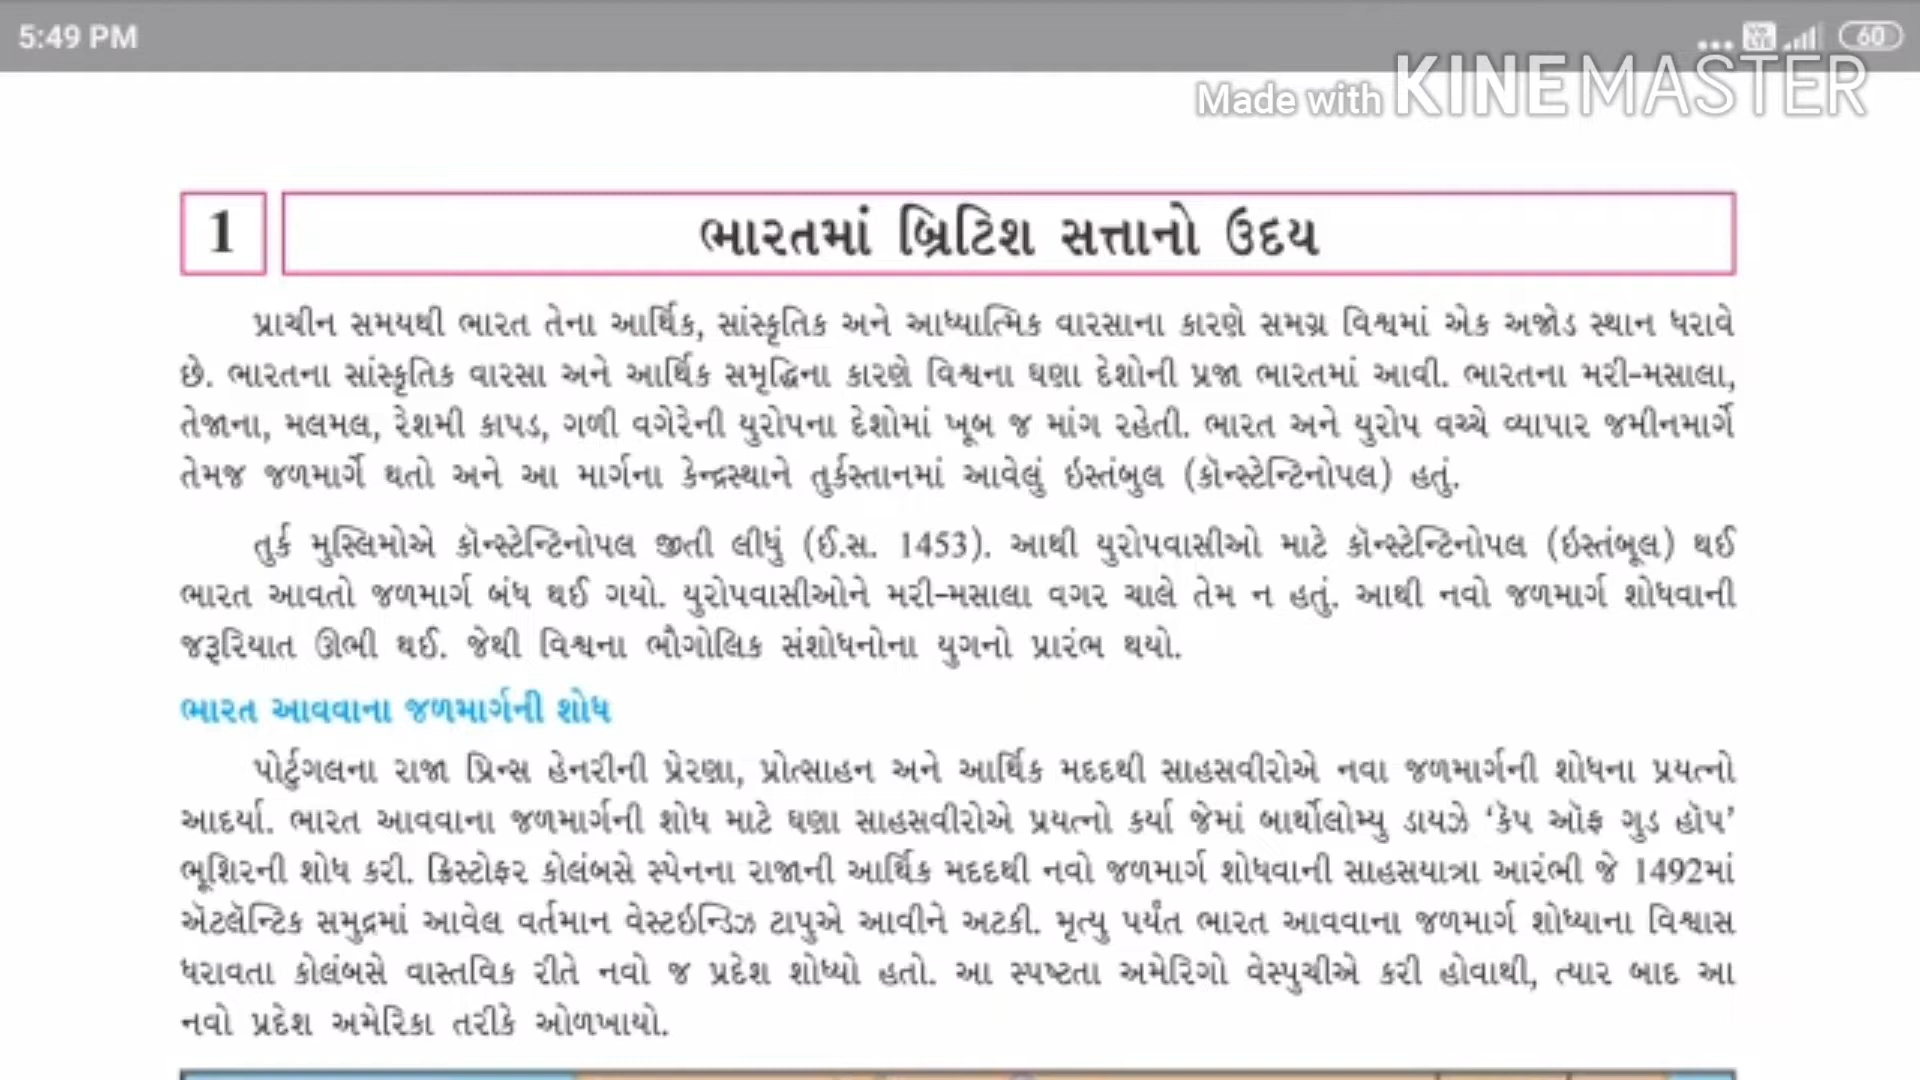 5:49 PM
60
Made with KINEMASTER
1 ભારતમાં બ્રિટિશ સત્તાનો ઉદય
પ્રાચીન સમયથી ભારત તેના આર્થિક, સાંસ્કૃતિક અને આધ્યાત્મિક વારસાના કારણે સમગ્ર વિશ્વમાં એક અજોડ સ્થાન ધરાવે
છે. ભારતના સાંસ્કૃતિક વારસા અને આર્થિક સમૃદ્ધિના કારણે વિશ્વના ઘણા દેશોની પ્રજા ભારતમાં આવી. ભારતના મરી-મસાલા,
તેજાના, મલમલ, રેશમી કાપડ, ગળી વગેરેની યુરોપના દેશોમાં ખૂબ જ માંગ રહેતી. ભારત અને યુરોપ વચ્ચે વ્યાપાર જમીનમાર્ગે
તેમજ જળમાર્ગે થતો અને આ માર્ગના કેન્દ્રસ્થાને તુર્કસ્તાનમાં આવેલું ઇસ્તંબુલ (કૉન્સ્ટેન્ટિનોપલ) હતું.
તુર્ક મુસ્લિમોએ કૉન્સ્ટેન્ટિનોપલ જીતી લીધું (ઈ.સ. 1453). આથી યુરોપવાસીઓ માટે કૉન્સ્ટેન્ટિનોપલ (ઇસ્તંબૂલ) થઈ
ભારત આવતો જળમાર્ગ બંધ થઈ ગયો. યુરોપવાસીઓને મરી-મસાલા વગર ચાલે તેમ ન હતું. આથી નવો જળમાર્ગ શોધવાની
જરૂરિયાત ઊભી થઈ. જેથી વિશ્વના ભૌગોલિક સંશોધનોના યુગનો પ્રારંભ થયો.
ભારત આવવાના જળમાર્ગની શોધ
પોર્ટુગલના રાજા પ્રિન્સ હેનરીની પ્રેરણા, પ્રોત્સાહન અને આર્થિક મદદથી સાહસવીરોએ નવા જળમાર્ગની શોધના પ્રયત્નો
આદર્યા. ભારત આવવાના જળમાર્ગની શોધ માટે ઘણા સાહસવીરોએ પ્રયત્નો કર્યા જેમાં બાર્થોલોમ્યુ ડાયઝે ‘કૅપ ઑફ ગુડ હૉપ’
ભૂશિરની શોધ કરી. ક્રિસ્ટોફર કોલંબસે સ્પેનના રાજાની આર્થિક મદદથી નવો જળમાર્ગ શોધવાની સાહસયાત્રા આરંભી જે 1492માં
ઍટલૅન્ટિક સમુદ્રમાં આવેલ વર્તમાન વેસ્ટઇન્ડિઝ ટાપુએ આવીને અટકી. મૃત્યુ પર્યંત ભારત આવવાના જળમાર્ગ શોધ્યાના વિશ્વાસ
ધરાવતા કોલંબસે વાસ્તવિક રીતે નવો જ પ્રદેશ શોધ્યો હતો. આ સ્પષ્ટતા અમેરિગો વેસ્પુચીએ કરી હોવાથી, ત્યાર બાદ આ
નવો પ્રદેશ અમેરિકા તરીકે ઓળખાયો.